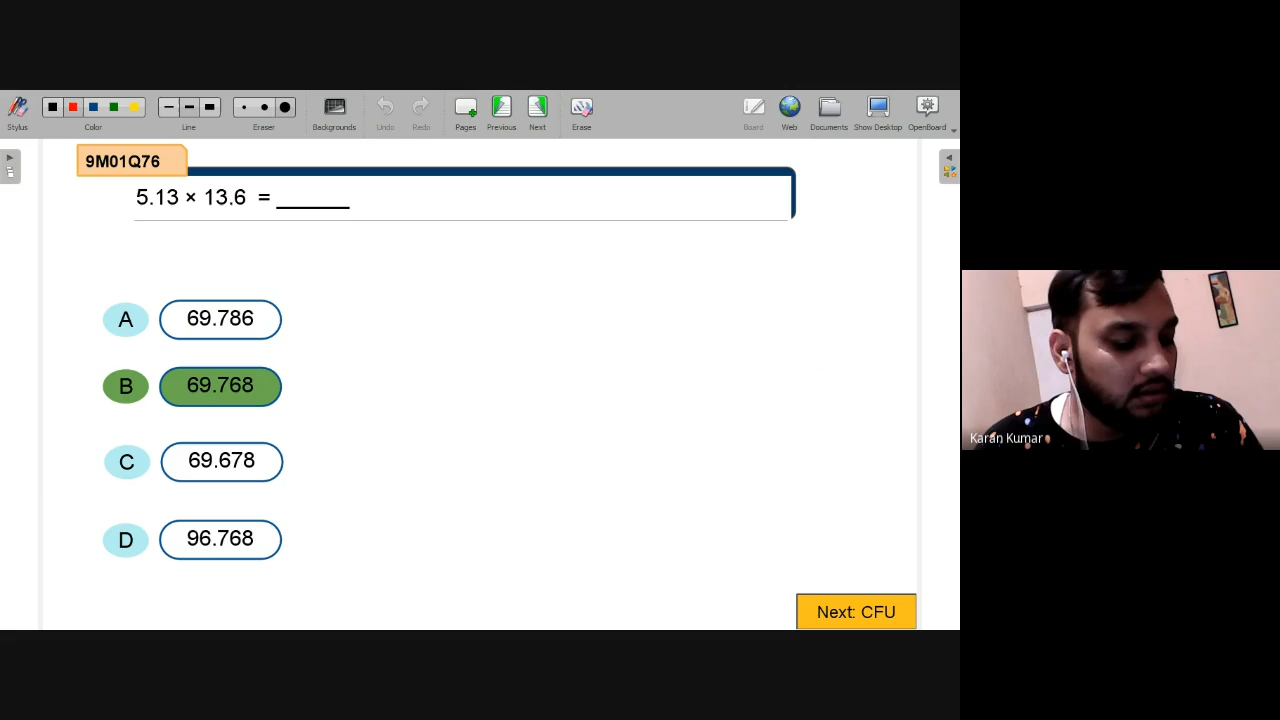 Stylus
Color
Line
Eraser
Backgrounds
Undo
Redo
Pages
Previous
Next
Erase
Board
Web
Documents
Show Desktop
OpenBoard
9M01Q76
5.13 × 13.6 = ______
A 69.786
B 69.768
C 69.678
D 96.768
Karan Kumar
Next: CFU